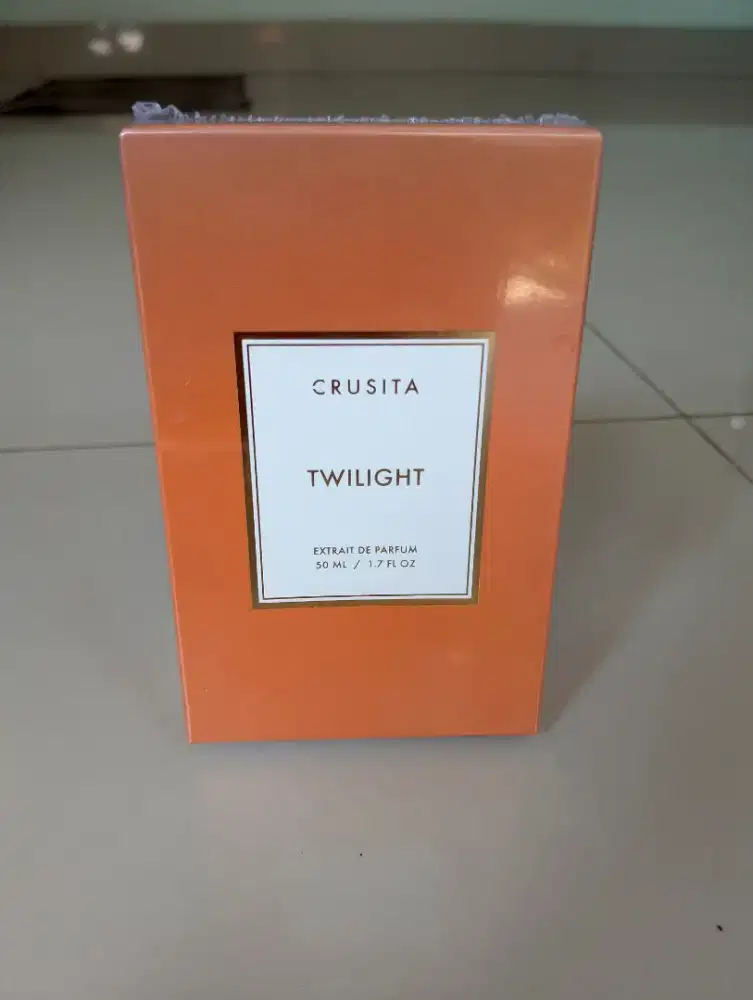 CRUSITA
TWILIGHT
EXTRAIT DE PARFUM
50 ML / 1.7 FL OZ